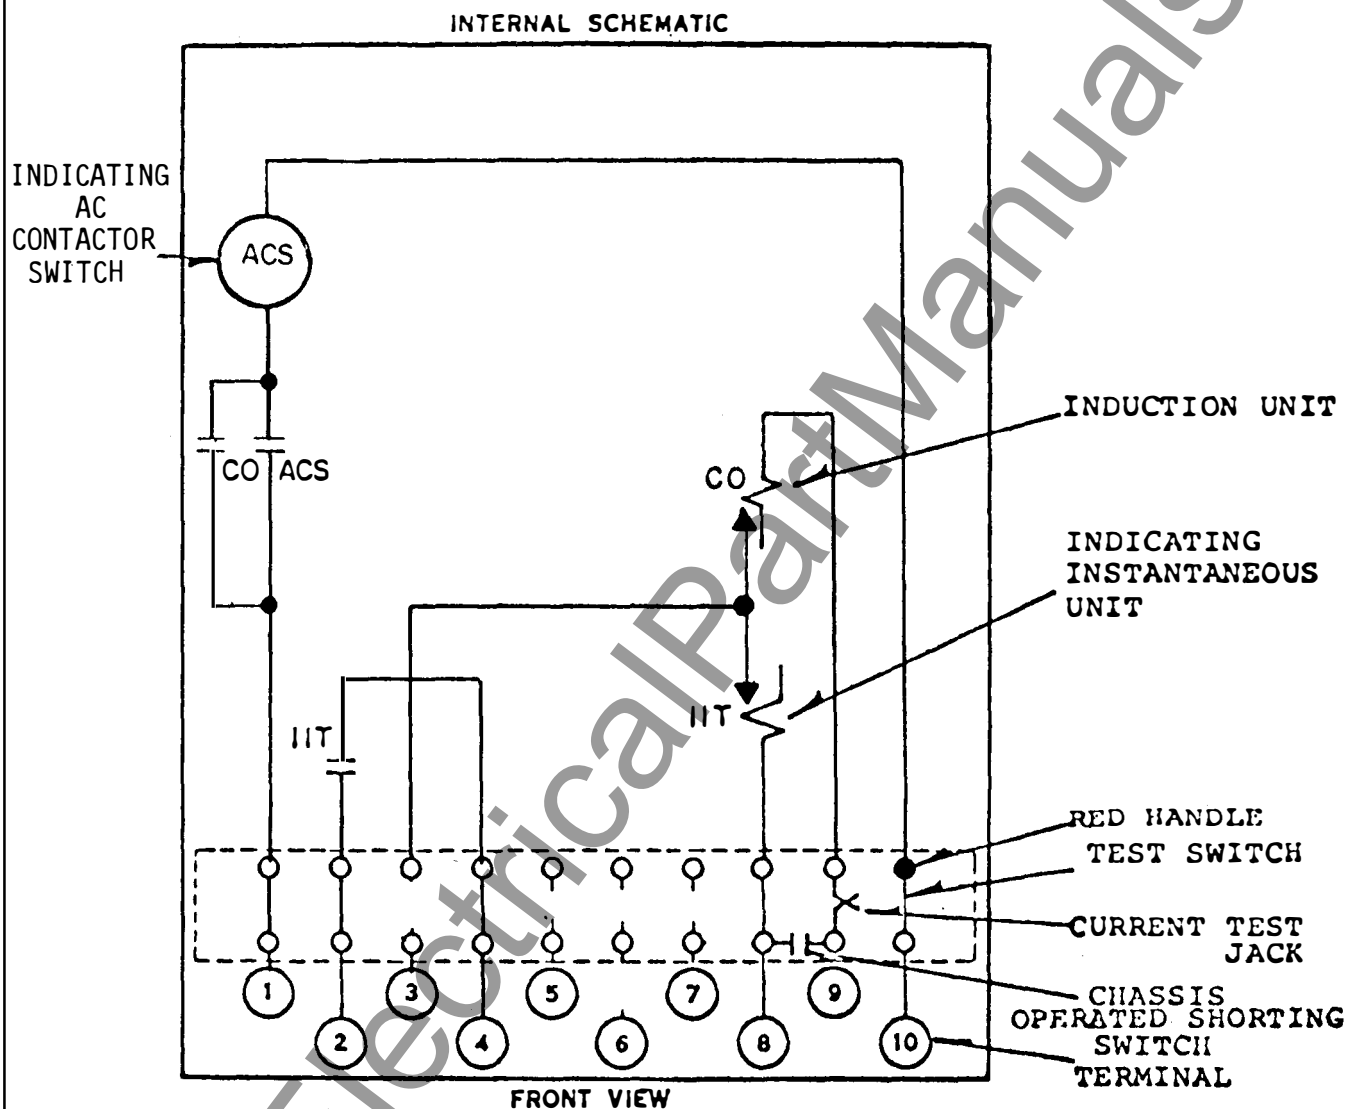 INTERNAL SCHEMATIC
INDICATING
AC
CONTACTOR
SWITCH
ACS
INDUCTION UNIT
CO ACS
CO
INDICATING
INSTANTANEOUS
UNIT
IIT
IIT
RED HANDLE
TEST SWITCH
CURRENT TEST
JACK
1 3 5 7 9
CHASSIS
OPERATED SHORTING
SWITCH
2 4 6 8 10
TERMINAL
FRONT VIEW
ElectricalPartManuals